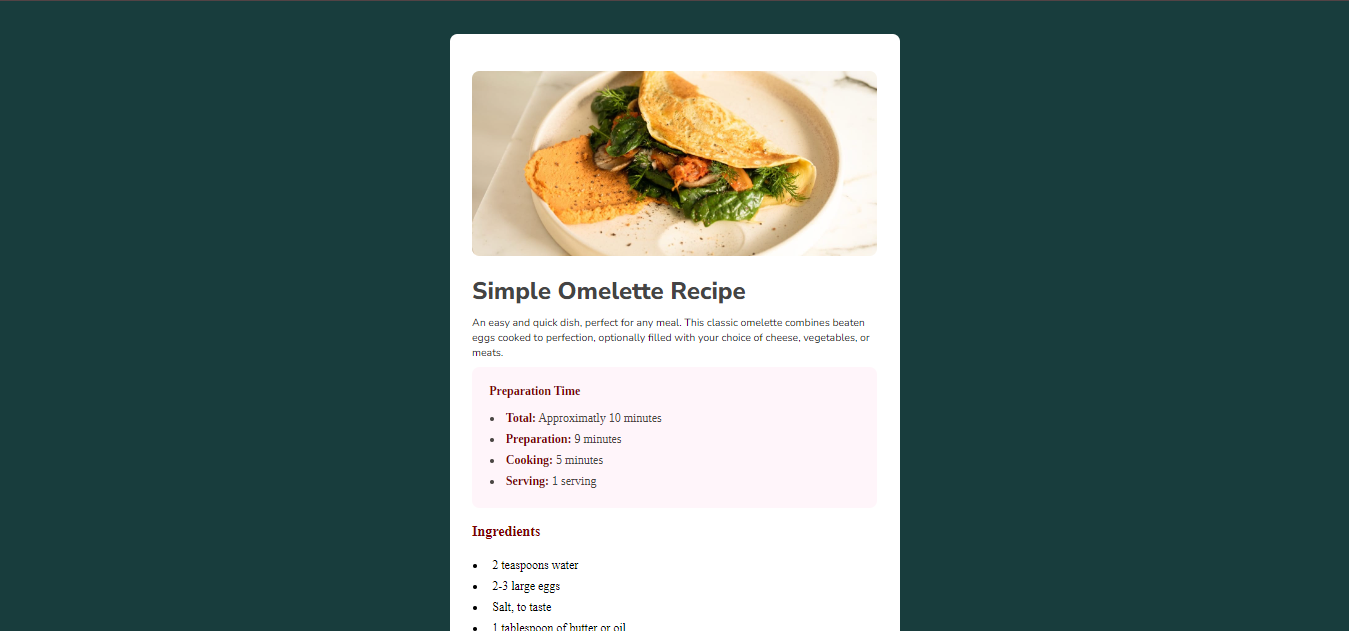 Simple Omelette Recipe
An easy and quick dish, perfect for any meal. This classic omelette combines beaten
eggs cooked to perfection, optionally filled with your choice of cheese, vegetables, or
meats.
Preparation Time
Total: Approximatly 10 minutes
Preparation: 9 minutes
Cooking: 5 minutes
Serving: 1 serving
Ingredients
2 teaspoons water
2-3 large eggs
Salt, to taste
1 tablespoon of butter or oil